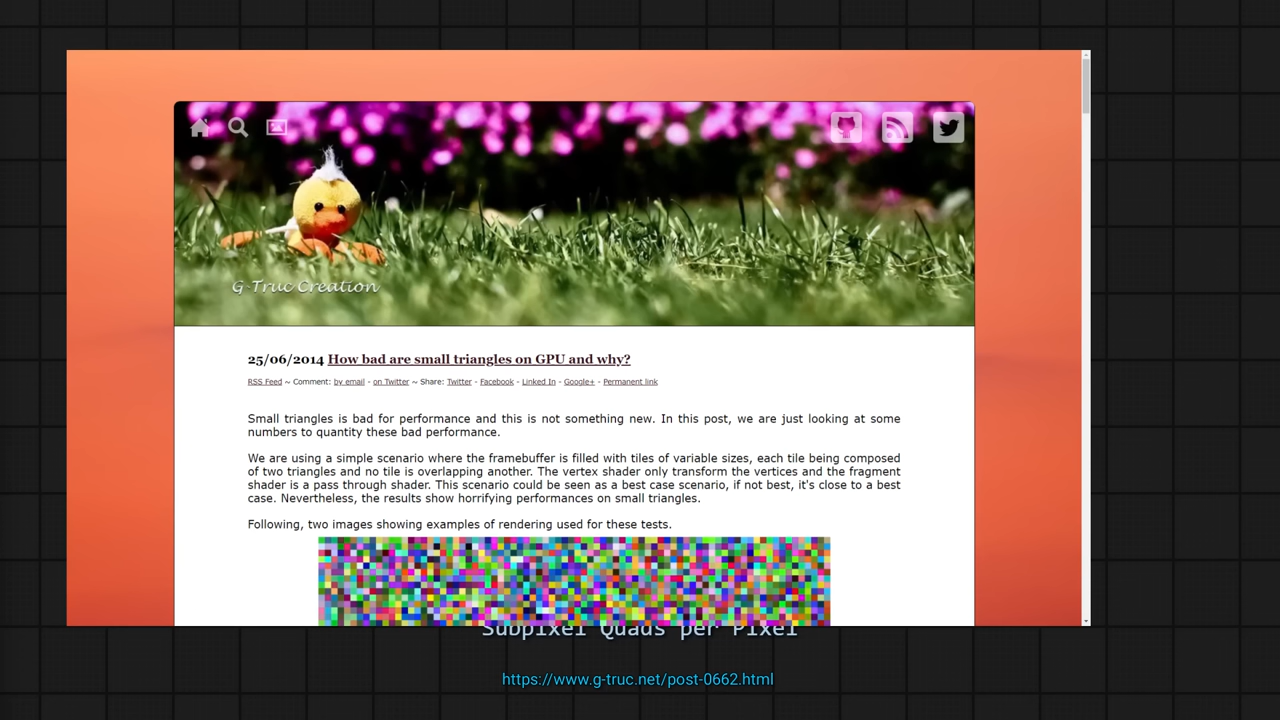 G-Truc Creation
25/06/2014 How bad are small triangles on GPU and why?
RSS Feed ~ Comment: by email - on Twitter ~ Share: Twitter - Facebook - Linked In - Google+ - Permanent link
Small triangles is bad for performance and this is not something new. In this post, we are just looking at some
numbers to quantity these bad performance.
We are using a simple scenario where the framebuffer is filled with tiles of variable sizes, each tile being composed
of two triangles and no tile is overlapping another. The vertex shader only transform the vertices and the fragment
shader is a pass through shader. This scenario could be seen as a best case scenario, if not best, it's close to a best
case. Nevertheless, the results show horrifying performances on small triangles.
Following, two images showing examples of rendering used for these tests.
Subpixel Quads per Pixel
https://www.g-truc.net/post-0662.html